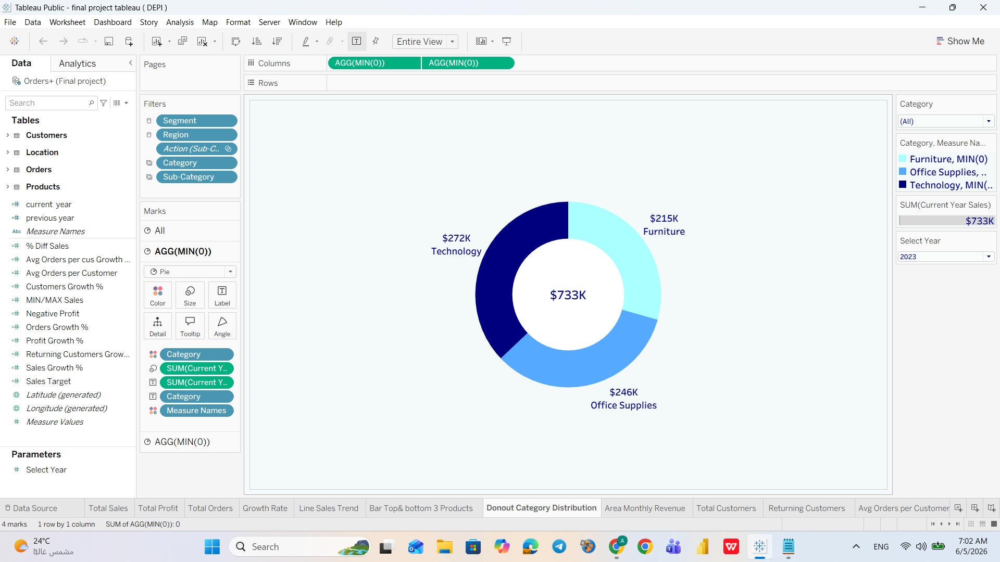 Tableau Public - final project tableau ( DEPI )
File Data Worksheet Dashboard Story Analysis Map Format Server Window Help
Entire View
Show Me
Data
Analytics
Orders+ (Final project)
Search
Tables
Customers
Location
Orders
Products
current year
previous year
Abc Measure Names
% Diff Sales
Avg Orders per cus Growth ...
Avg Orders per Customer
Customers Growth %
MIN/MAX Sales
Negative Profit
Orders Growth %
Profit Growth %
Returning Customers Grow...
Sales Growth %
Sales Target
Latitude (generated)
Longitude (generated)
Measure Values
Parameters
Select Year
Pages
Filters
Segment
Region
Action (Sub-C..
Category
Sub-Category
Marks
All
AGG(MIN(0))
Pie
Color
Size
Label
Detail
Tooltip
Angle
Category
SUM(Current Y..
SUM(Current Y..
Category
Measure Names
AGG(MIN(0))
Columns
AGG(MIN(0))
AGG(MIN(0))
Rows
$215K
Furniture
$272K
Technology
$733K
$246K
Office Supplies
Category
(All)
Category, Measure Na...
Furniture, MIN(0)
Office Supplies, ..
Technology, MIN(..
SUM(Current Year Sales)
$733K
Select Year
2023
Data Source
Total Sales
Total Profit
Total Orders
Growth Rate
Line Sales Trend
Bar Top& bottom 3 Products
Donout Category Distribution
Area Monthly Revenue
Total Customers
Returning Customers
Avg Orders per Customer
4 marks
1 row by 1 column
SUM of AGG(MIN(0)): 0
24°C
مشمس غالبًا
Search
ENG
7:02 AM
6/5/2026